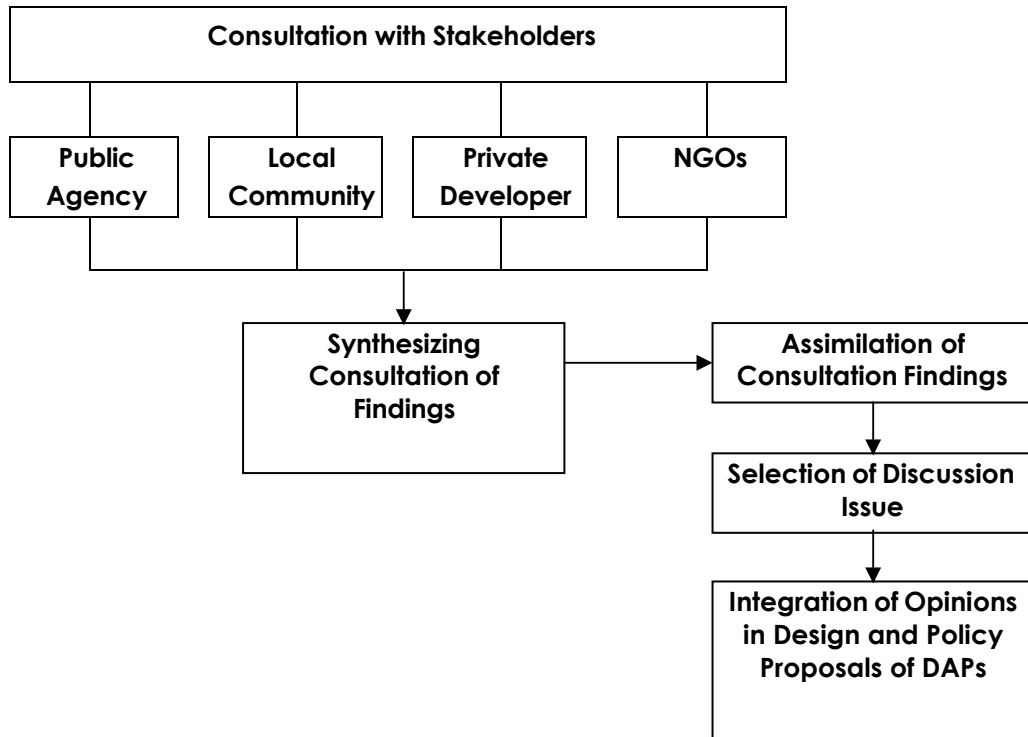 Consultation with Stakeholders
Public
Agency
Local
Community
Private
Developer
NGOs
Synthesizing
Consultation of
Findings
Assimilation of
Consultation Findings
Selection of Discussion
Issue
Integration of Opinions
in Design and Policy
Proposals of DAPs